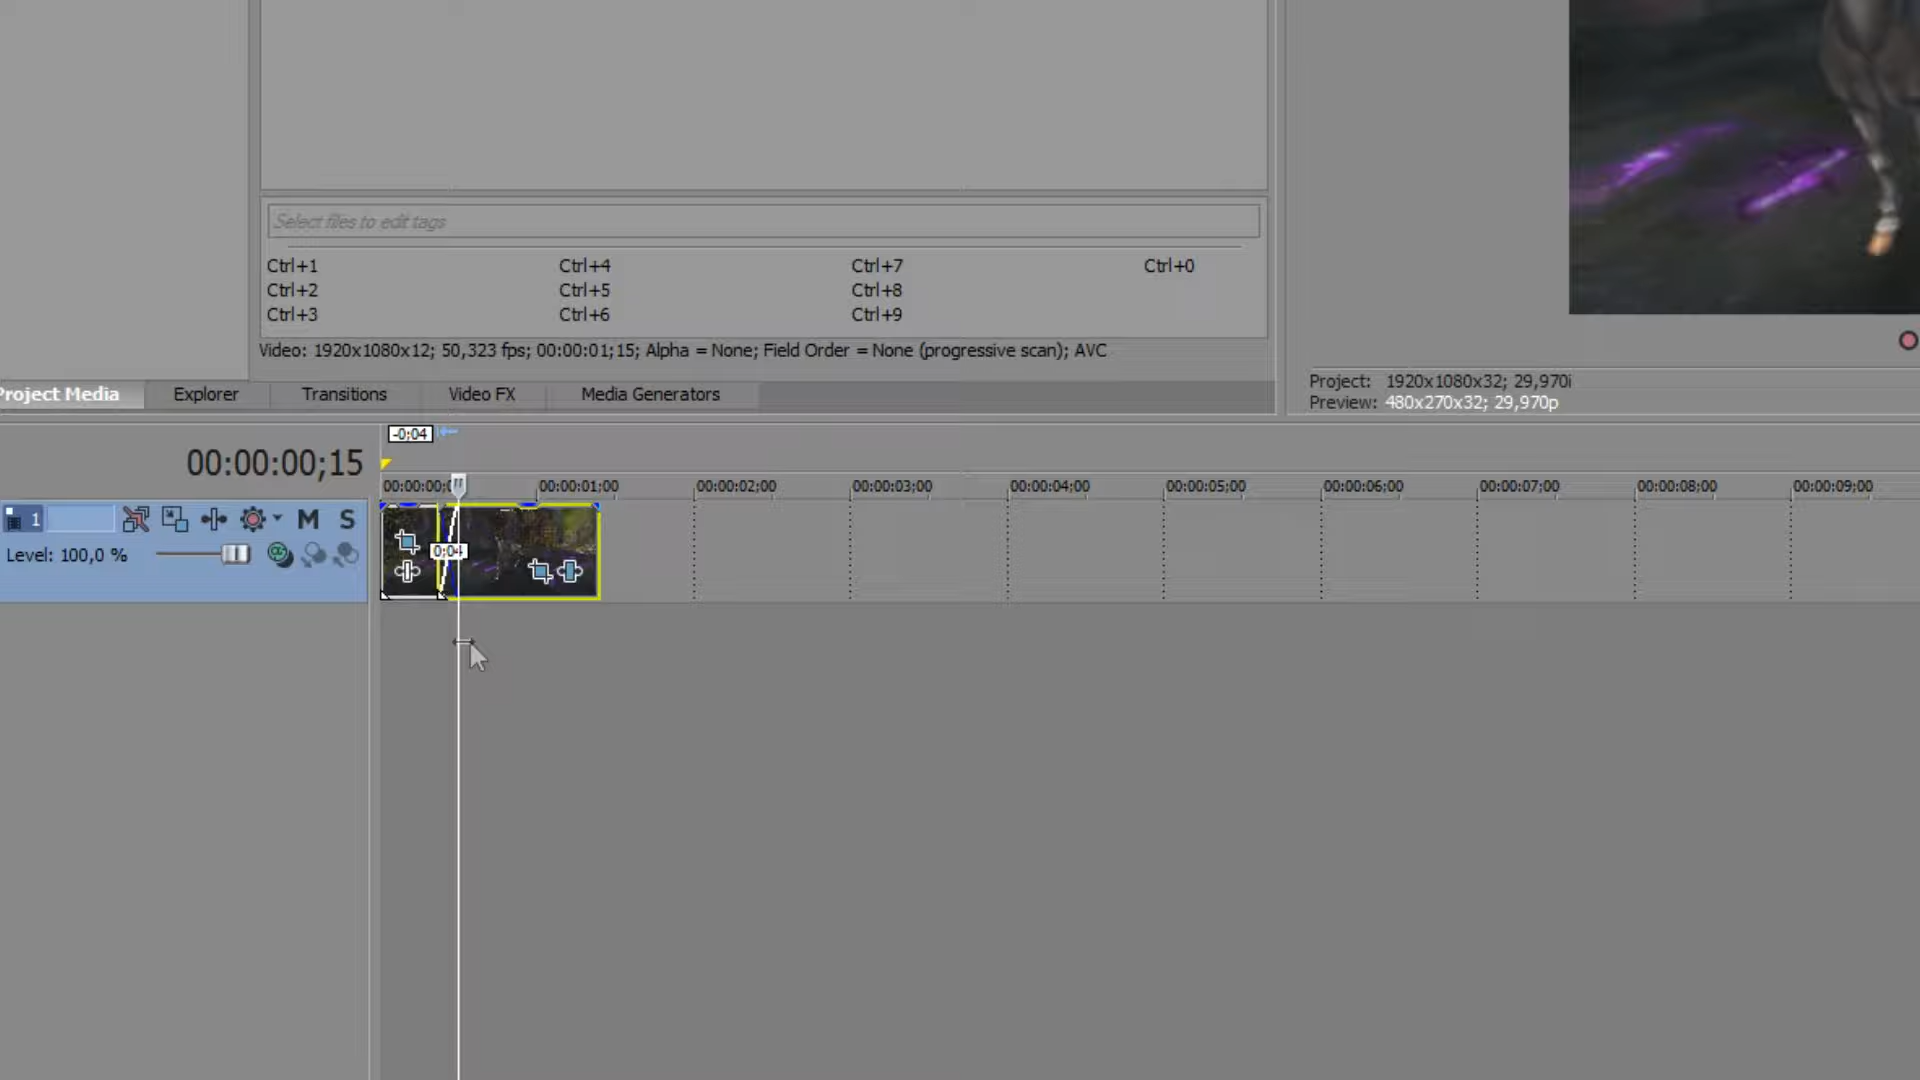 Select files to edit tags
Ctrl+1 Ctrl+4 Ctrl+7 Ctrl+0
Ctrl+2 Ctrl+5 Ctrl+8
Ctrl+3 Ctrl+6 Ctrl+9
Video: 1920x1080x12; 50,323 fps; 00:00:01;15; Alpha = None; Field Order = None (progressive scan); AVC
Project: 1920x1080x32; 29,970i
Preview: 480x270x32; 29,970p
Project Media Explorer Transitions Video FX Media Generators
-0;04
00:00:00;15
00:00:00;0 00:00:01;00 00:00:02;00 00:00:03;00 00:00:04;00 00:00:05;00 00:00:06;00 00:00:07;00 00:00:08;00 00:00:09;00
1 M S
Level: 100,0 %
0;04